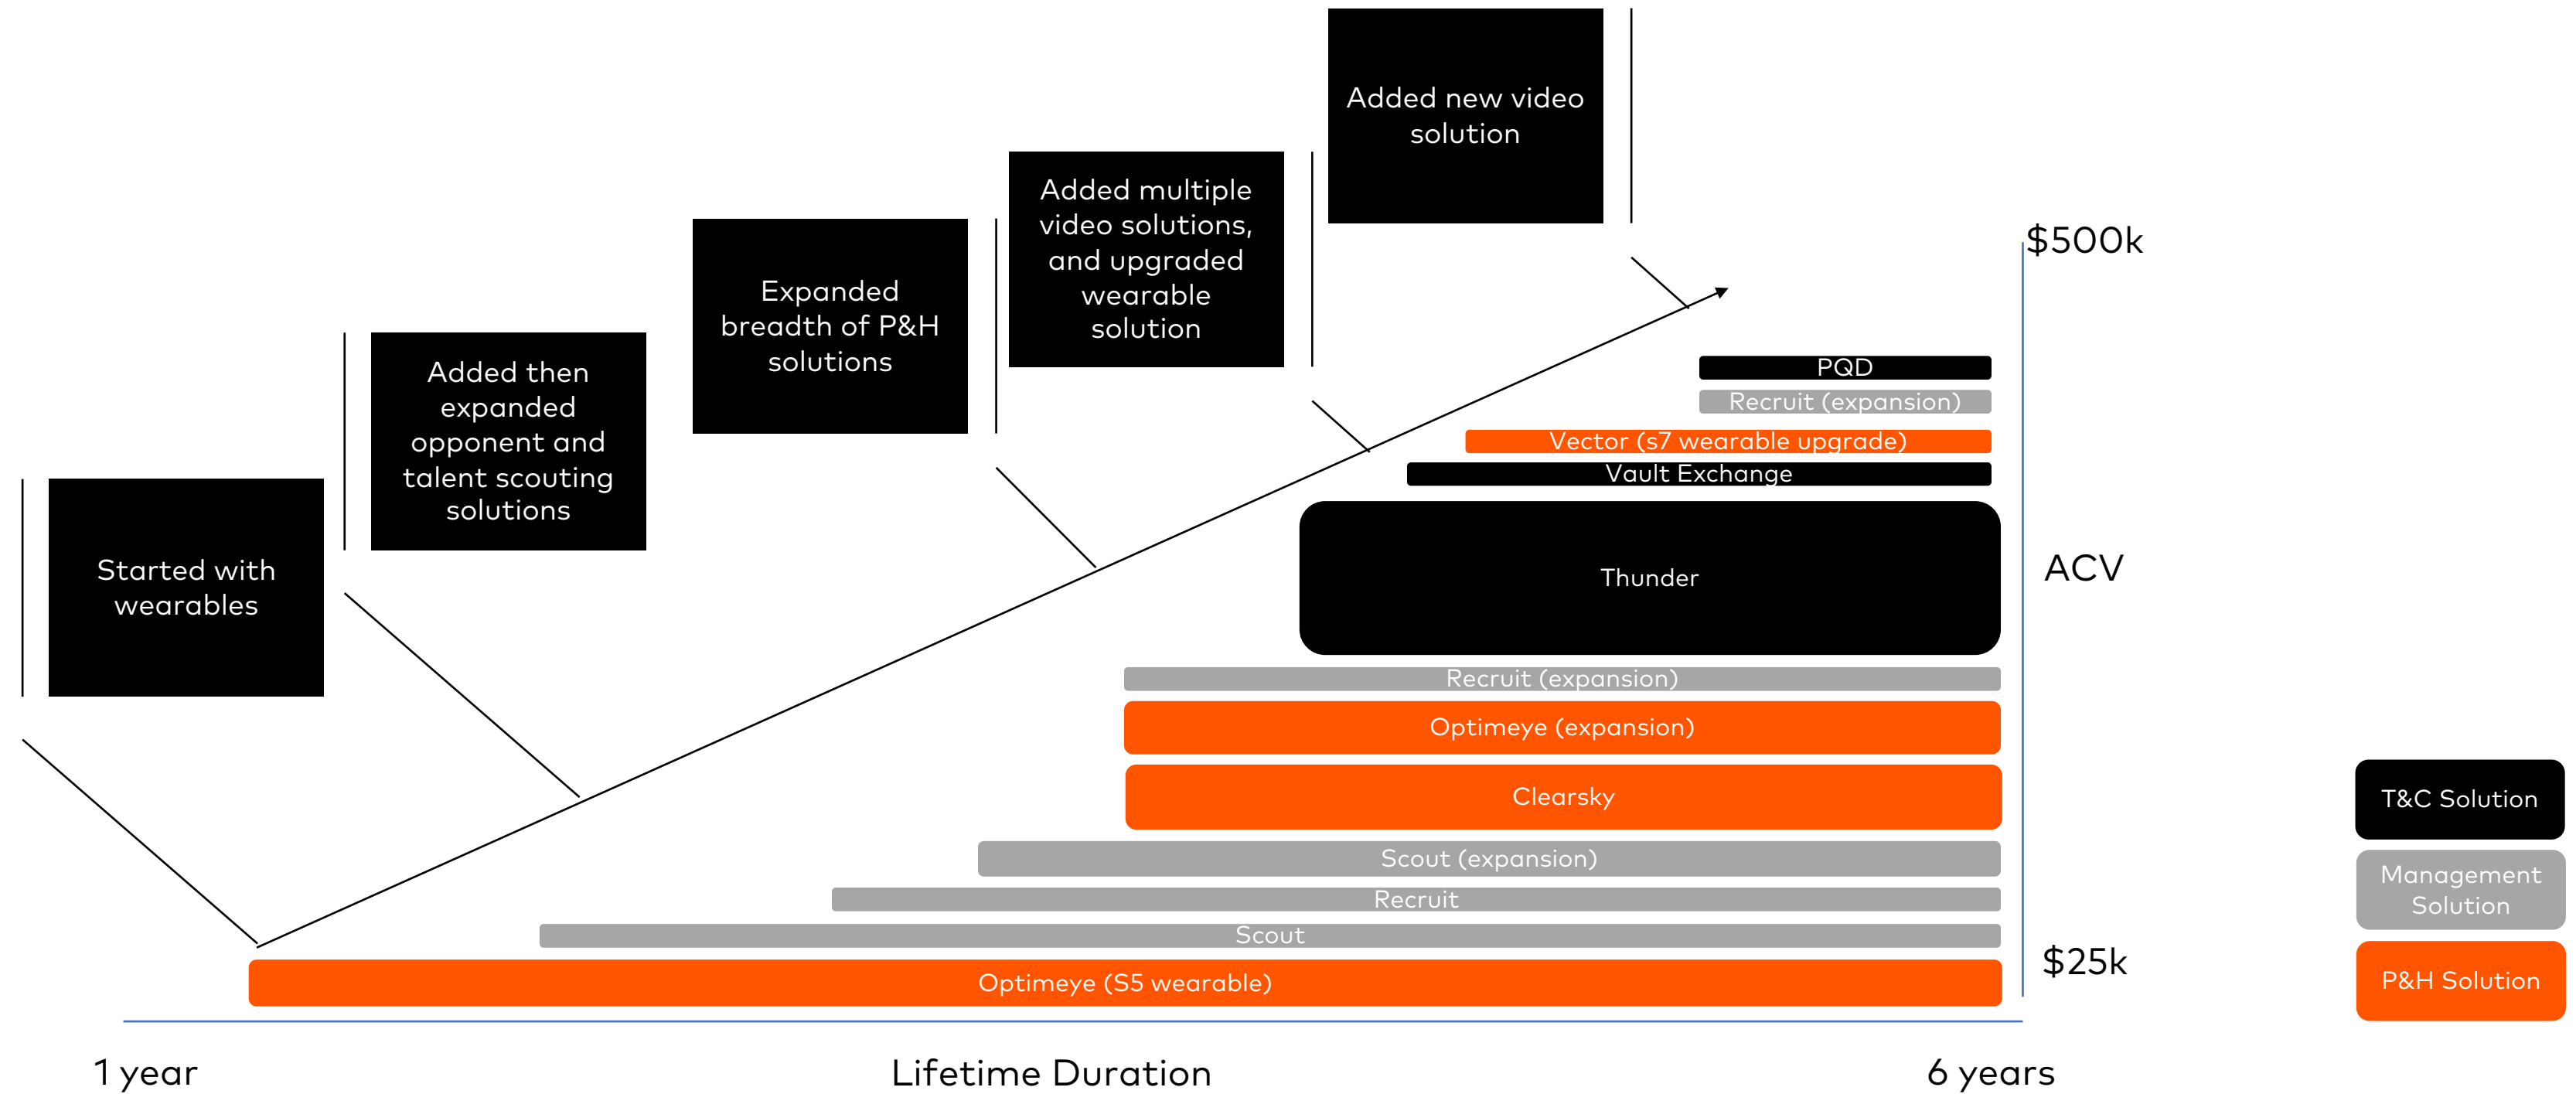 Added new video
solution
Added multiple
video solutions,
and upgraded
wearable
solution
Expanded
breadth of P&H
solutions
Added then
expanded
opponent and
talent scouting
solutions
Started with
wearables
$500k
ACV
$25k
PQD
Recruit (expansion)
Vector (s7 wearable upgrade)
Vault Exchange
Thunder
Recruit (expansion)
Optimeye (expansion)
Clearsky
Scout (expansion)
Recruit
Scout
Optimeye (S5 wearable)
T&C Solution
Management
Solution
P&H Solution
1 year
Lifetime Duration
6 years